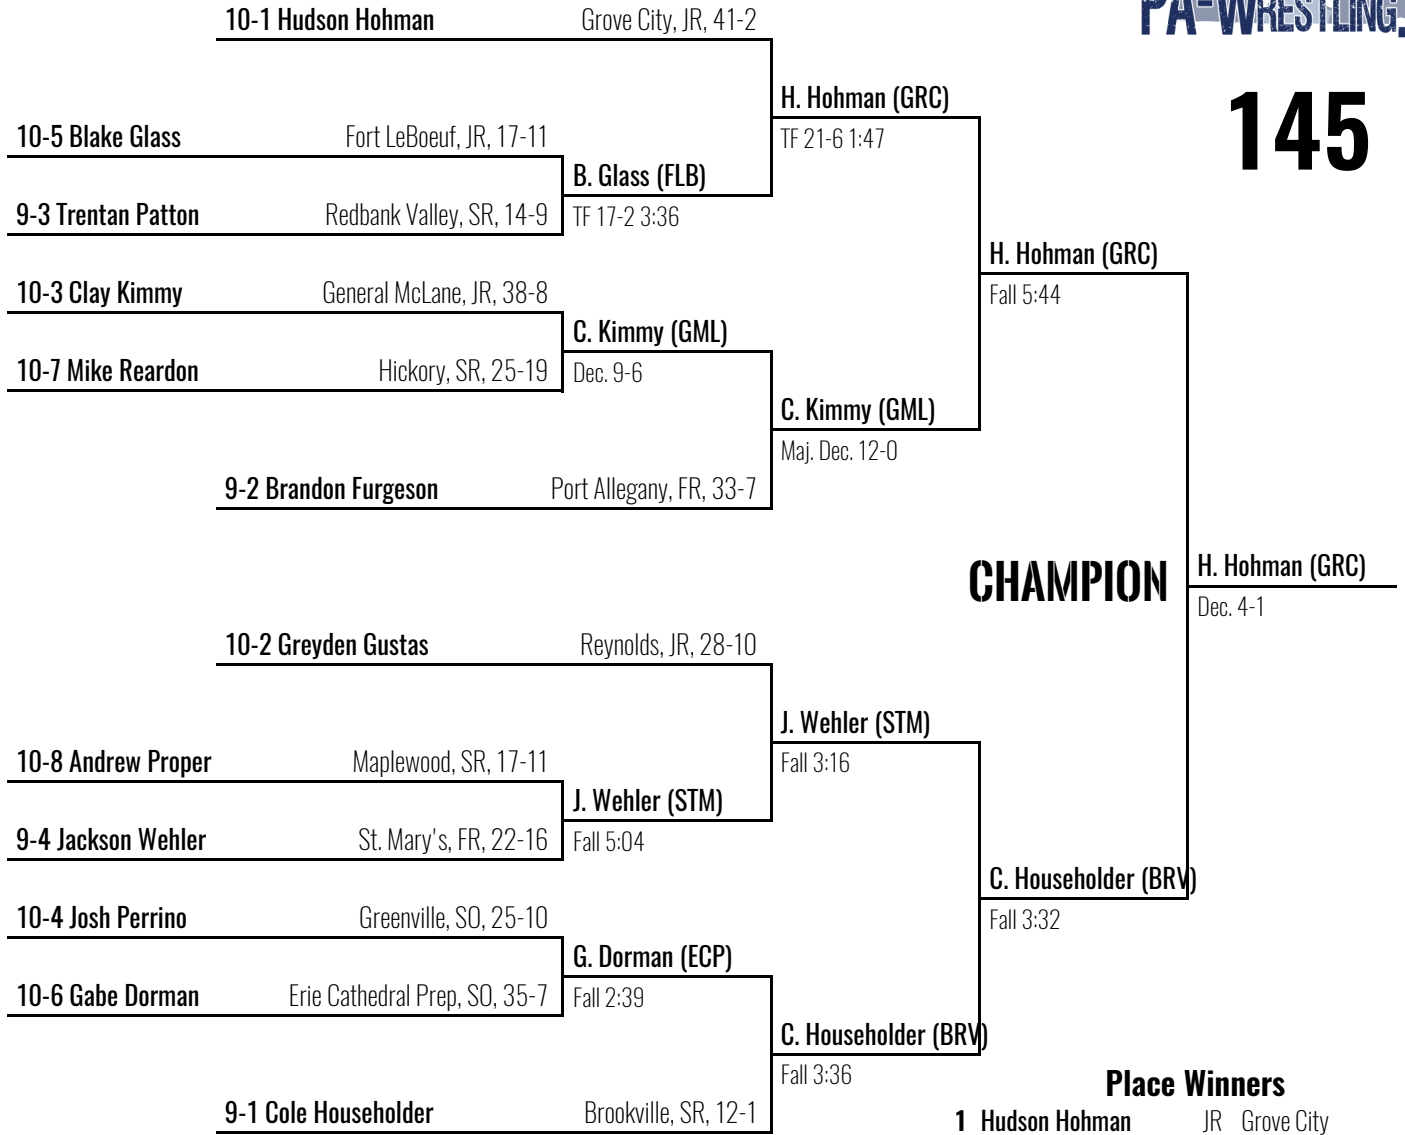 10-1 Hudson Hohman Grove City, JR, 41-2
PA-WRESTLING.
H. Hohman (GRC)
145
10-5 Blake Glass Fort LeBoeuf, JR, 17-11
TF 21-6 1:47
B. Glass (FLB)
9-3 Trentan Patton Redbank Valley, SR, 14-9
TF 17-2 3:36
H. Hohman (GRC)
10-3 Clay Kimmy General McLane, JR, 38-8
Fall 5:44
C. Kimmy (GML)
10-7 Mike Reardon Hickory, SR, 25-19
Dec. 9-6
C. Kimmy (GML)
Maj. Dec. 12-0
9-2 Brandon Furgeson Port Allegany, FR, 33-7
CHAMPION
H. Hohman (GRC)
Dec. 4-1
10-2 Greyden Gustas Reynolds, JR, 28-10
J. Wehler (STM)
10-8 Andrew Proper Maplewood, SR, 17-11
Fall 3:16
J. Wehler (STM)
9-4 Jackson Wehler St. Mary's, FR, 22-16
Fall 5:04
C. Householder (BRV)
10-4 Josh Perrino Greenville, SO, 25-10
Fall 3:32
G. Dorman (ECP)
10-6 Gabe Dorman Erie Cathedral Prep, SO, 35-7
Fall 2:39
C. Householder (BRV)
Fall 3:36
Place Winners
9-1 Cole Householder Brookville, SR, 12-1
1 Hudson Hohman JR Grove City